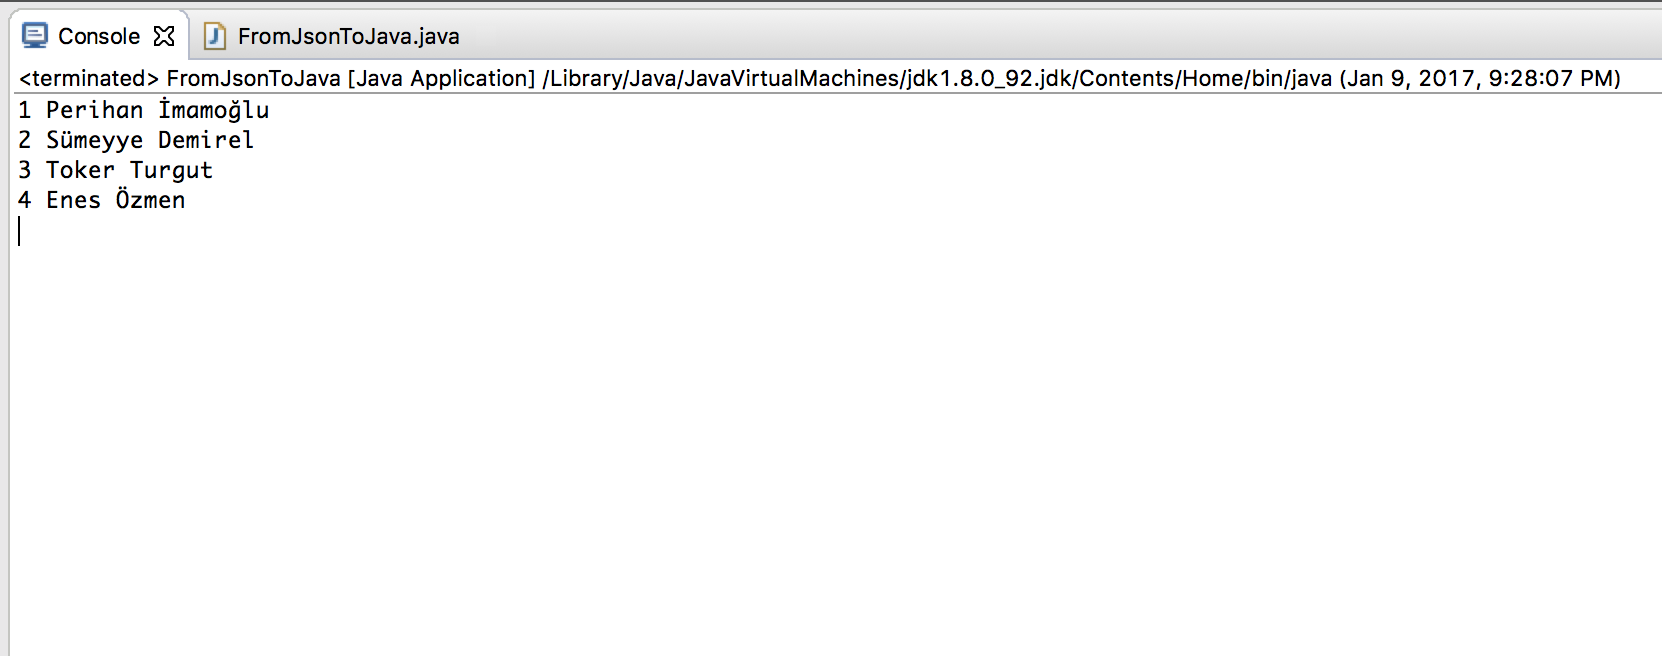 Console FromJsonToJava.java
<terminated> FromJsonToJava [Java Application] /Library/Java/JavaVirtualMachines/jdk1.8.0_92.jdk/Contents/Home/bin/java (Jan 9, 2017, 9:28:07 PM)
1 Perihan İmamoğlu
2 Sümeyye Demirel
3 Toker Turgut
4 Enes Özmen